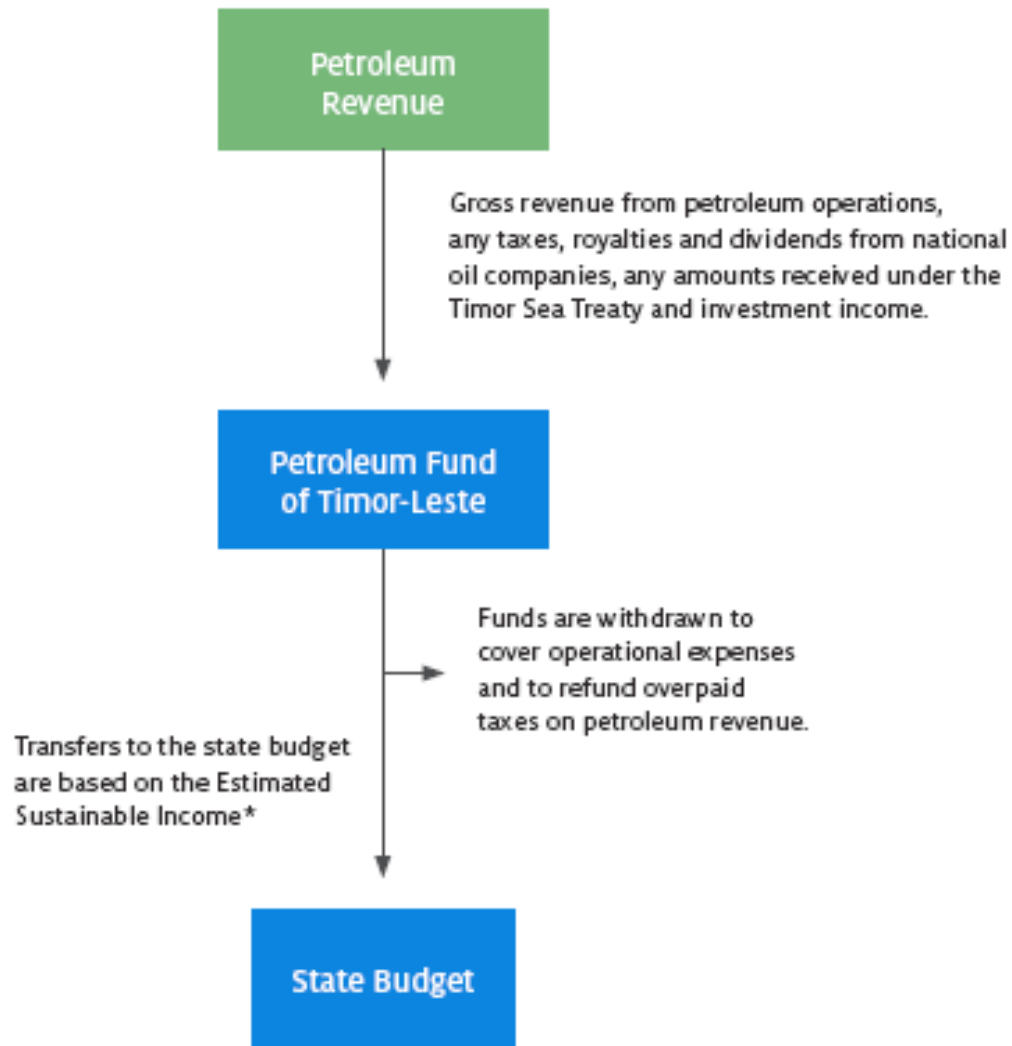 Petroleum
Revenue
Gross revenue from petroleum operations,
any taxes, royalties and dividends from national
oil companies, any amounts received under the
Timor Sea Treaty and investment income.
Petroleum Fund
of Timor-Leste
Funds are withdrawn to
cover operational expenses
and to refund overpaid
taxes on petroleum revenue.
Transfers to the state budget
are based on the Estimated
Sustainable Income*
State Budget